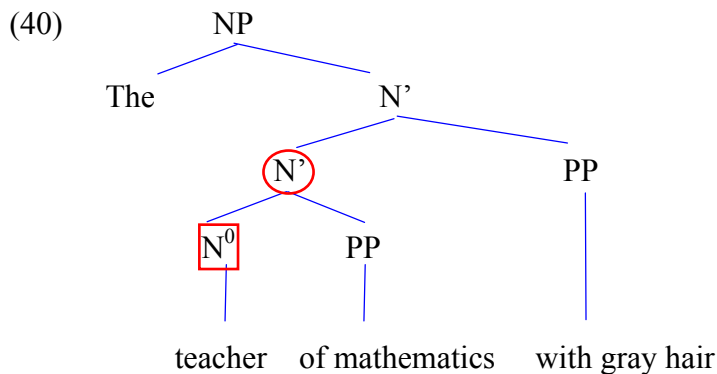 (40) NP
The N’
N’ PP
N⁰ PP
teacher of mathematics with gray hair